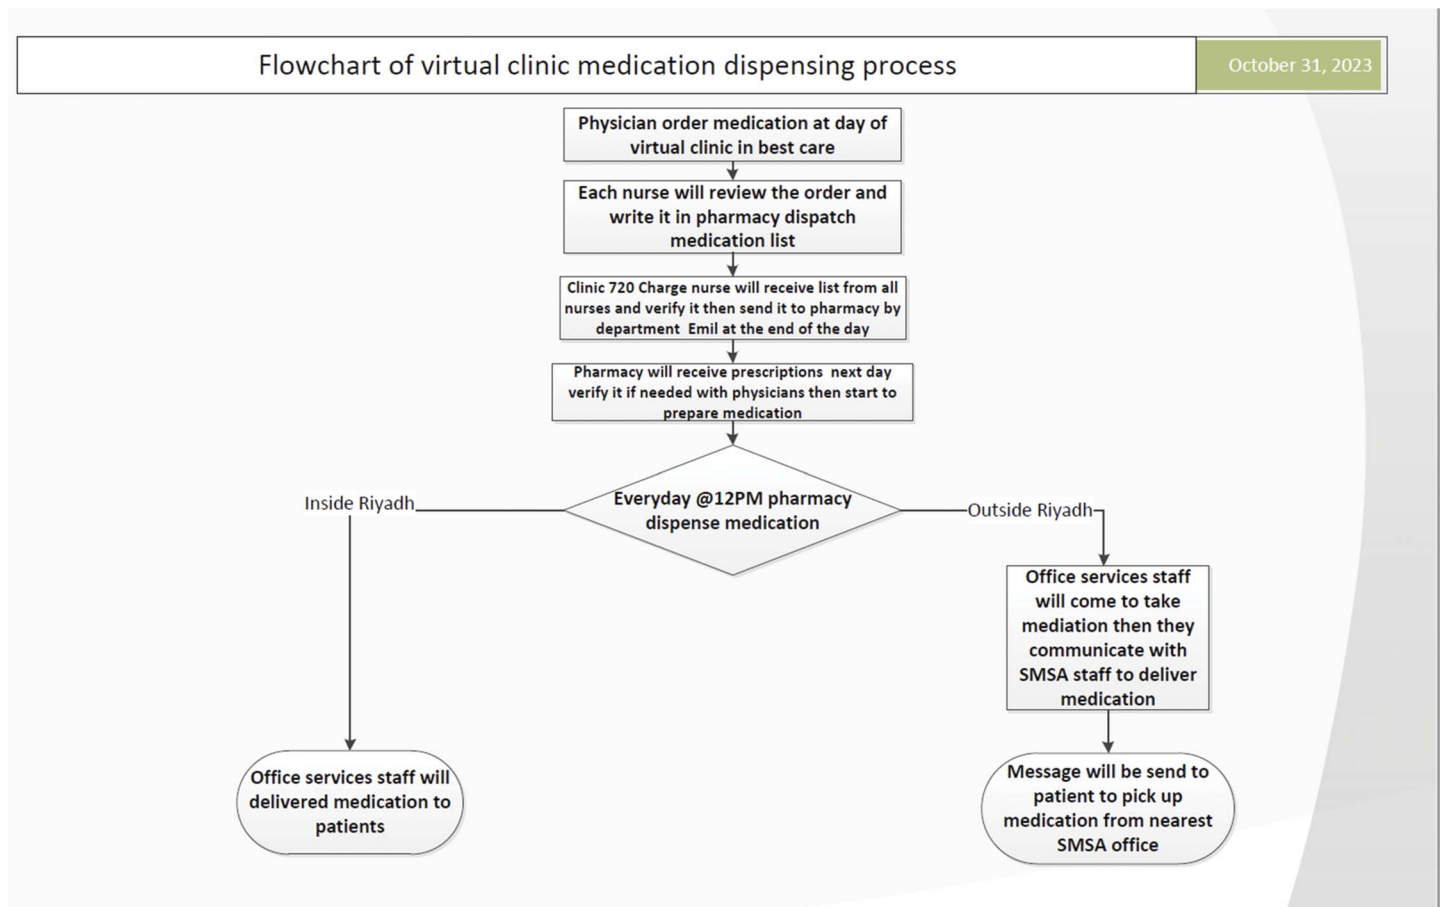 Flowchart of virtual clinic medication dispensing process
October 31, 2023
Physician order medication at day of
virtual clinic in best care
Each nurse will review the order and
write it in pharmacy dispatch
medication list
Clinic 720 Charge nurse will receive list from all
nurses and verify it then send it to pharmacy by
department Emil at the end of the day
Pharmacy will receive prescriptions next day
verify it if needed with physicians then start to
prepare medication
Everyday @12PM pharmacy
dispense medication
Inside Riyadh
Outside Riyadh
Office services staff
will come to take
mediation then they
communicate with
SMSA staff to deliver
medication
Office services staff will
delivered medication to
patients
Message will be send to
patient to pick up
medication from nearest
SMSA office